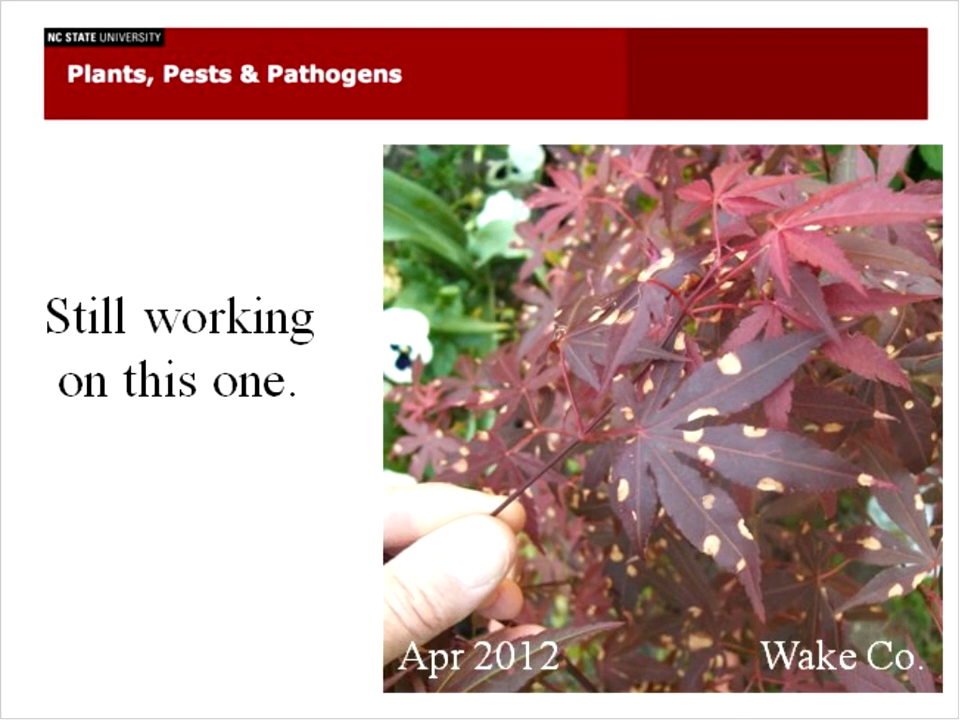 NC STATE UNIVERSITY
Plants, Pests & Pathogens
Still working
on this one.
Apr 2012
Wake Co.